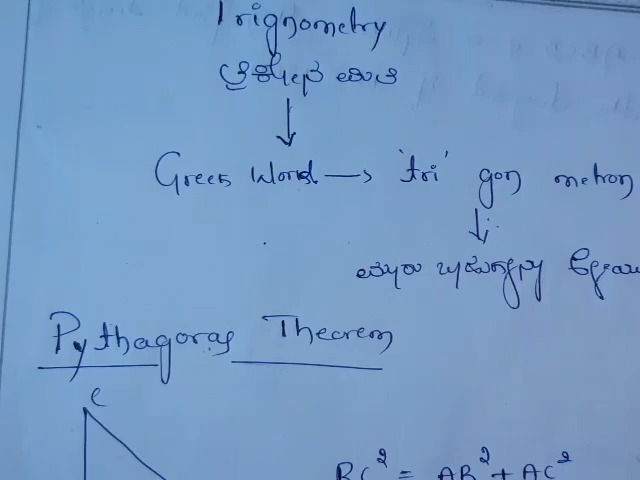 Trignometry
ತ್ರಿಕೋನ ಮಿತಿ
↓
Greek Word → 'tri' gon metron
↓
ಮೂರು
Pythagoras Theorem
C
BC² = AB² + AC²